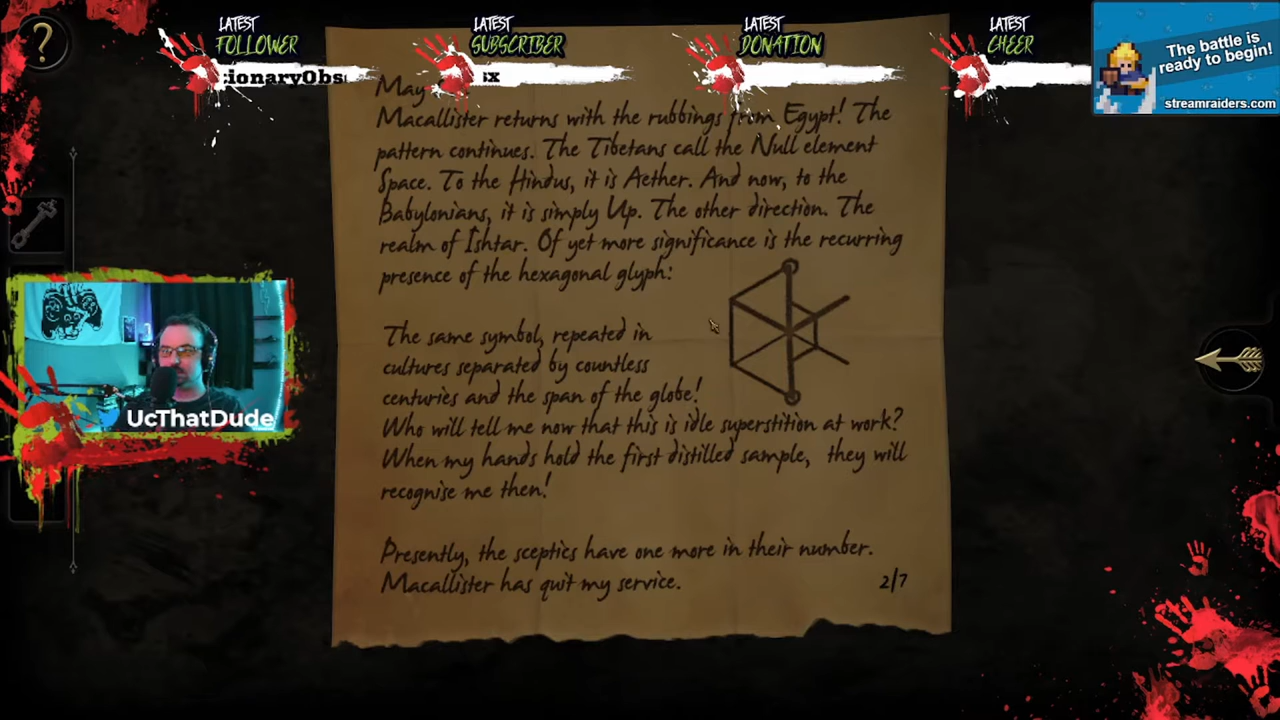 LATEST
FOLLOWER
LATEST
SUBSCRIBER
LATEST
DONATION
LATEST
CHEER
The battle is
ready to begin!
streamraiders.com
?
May
Macallister returns with the rubbings from Egypt! The
pattern continues. The Tibetans call the Null element
Space. To the Hindus, it is Aether. And now, to the
Babylonians, it is simply Up. The other direction. The
realm of Ishtar. Of yet more significance is the recurring
presence of the hexagonal glyph:
The same symbol, repeated in
cultures separated by countless
centuries and the span of the globe!
Who will tell me now that this is idle superstition at work?
When my hands hold the first distilled sample, they will
recognise me then!
Presently, the sceptics have one more in their number.
Macallister has quit my service.
2/7
UcThatDude